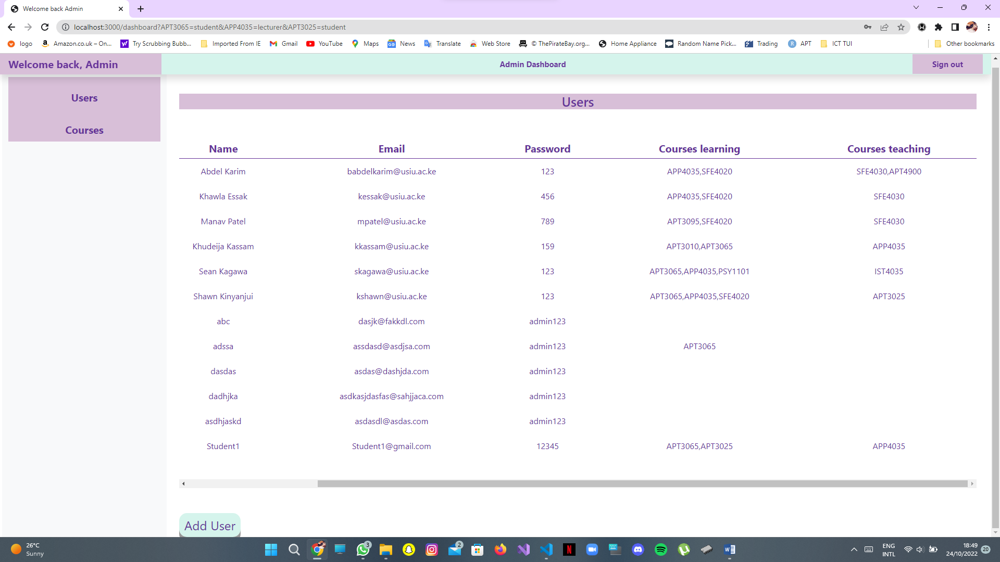 Welcome back Admin
localhost:3000/dashboard?APT3065=student&APP4035=lecturer&APT3025=student
logo Amazon.co.uk – On... Try Scrubbing Bubb... Imported From IE Gmail YouTube Maps News Translate Web Store © ThePirateBay.org... Home Appliance Random Name Pick... Trading R APT ICT TUI Other bookmarks
Welcome back, Admin Admin Dashboard Sign out
Users
Courses
Users
Name Email Password Courses learning Courses teaching
Abdel Karim babdelkarim@usiu.ac.ke 123 APP4035,SFE4020 SFE4030,APT4900
Khawla Essak kessak@usiu.ac.ke 456 APP4035,SFE4020 SFE4030
Manav Patel mpatel@usiu.ac.ke 789 APT3095,SFE4020 SFE4030
Khudeija Kassam kkassam@usiu.ac.ke 159 APT3010,APT3065 APP4035
Sean Kagawa skagawa@usiu.ac.ke 123 APT3065,APP4035,PSY1101 IST4035
Shawn Kinyanjui kshawn@usiu.ac.ke 123 APT3065,APP4035,SFE4020 APT3025
abc dasjk@fakkdl.com admin123
adssa assdasd@asdjsa.com admin123 APT3065
dasdas asdas@dashjda.com admin123
dadhjka asdkasjdasfas@sahjjaca.com admin123
asdhjaskd asdasdl@asdas.com admin123
Student1 Student1@gmail.com 12345 APT3065,APT3025 APP4035
Add User
26°C
Sunny
3
2
ENG
INTL
18:49
24/10/2022
20